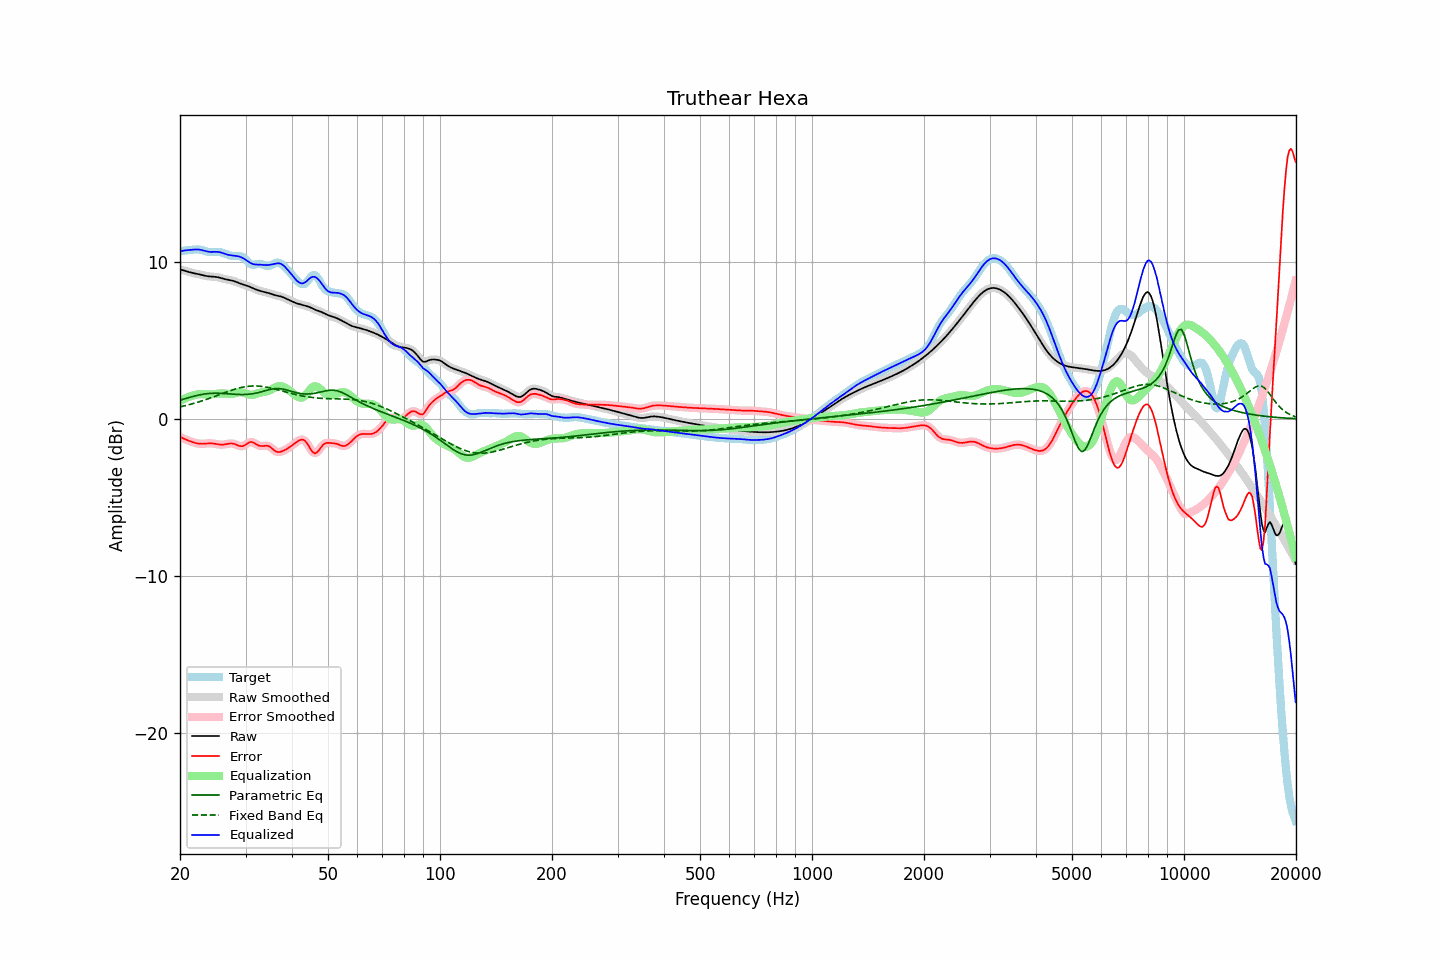 Truthear Hexa
Amplitude (dBr)
10
0
−10
−20
Target
Raw Smoothed
Error Smoothed
Raw
Error
Equalization
Parametric Eq
Fixed Band Eq
Equalized
20 50 100 200 500 1000 2000 5000 10000 20000
Frequency (Hz)